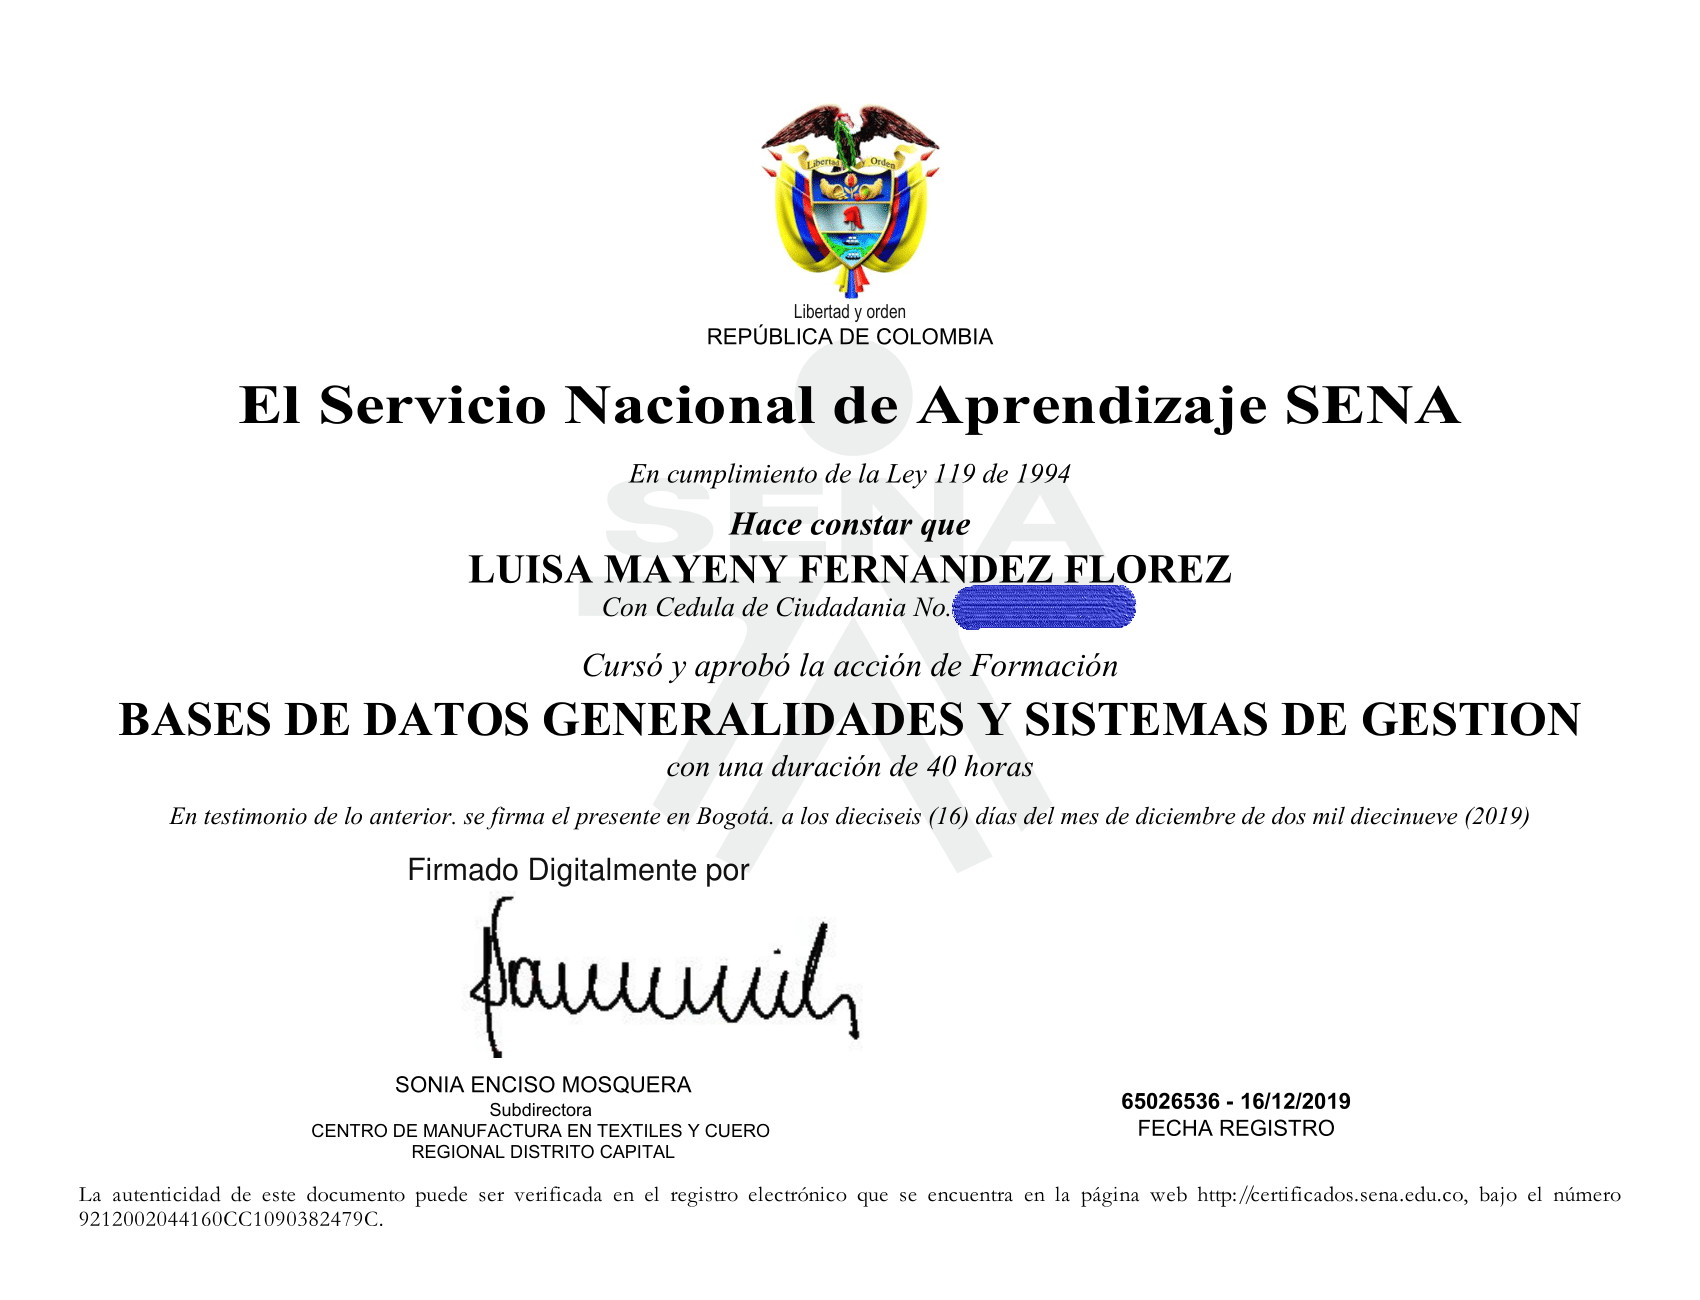 Libertad y Orden
Libertad y orden
REPÚBLICA DE COLOMBIA
El Servicio Nacional de Aprendizaje SENA
En cumplimiento de la Ley 119 de 1994
SENA
Hace constar que
LUISA MAYENY FERNANDEZ FLOREZ
Con Cedula de Ciudadania No.
Cursó y aprobó la acción de Formación
BASES DE DATOS GENERALIDADES Y SISTEMAS DE GESTION
con una duración de 40 horas
En testimonio de lo anterior. se firma el presente en Bogotá. a los dieciseis (16) días del mes de diciembre de dos mil diecinueve (2019)
Firmado Digitalmente por
SONIA ENCISO MOSQUERA
Subdirectora
CENTRO DE MANUFACTURA EN TEXTILES Y CUERO
REGIONAL DISTRITO CAPITAL
65026536 - 16/12/2019
FECHA REGISTRO
La autenticidad de este documento puede ser verificada en el registro electrónico que se encuentra en la página web http://certificados.sena.edu.co, bajo el número
9212002044160CC1090382479C.